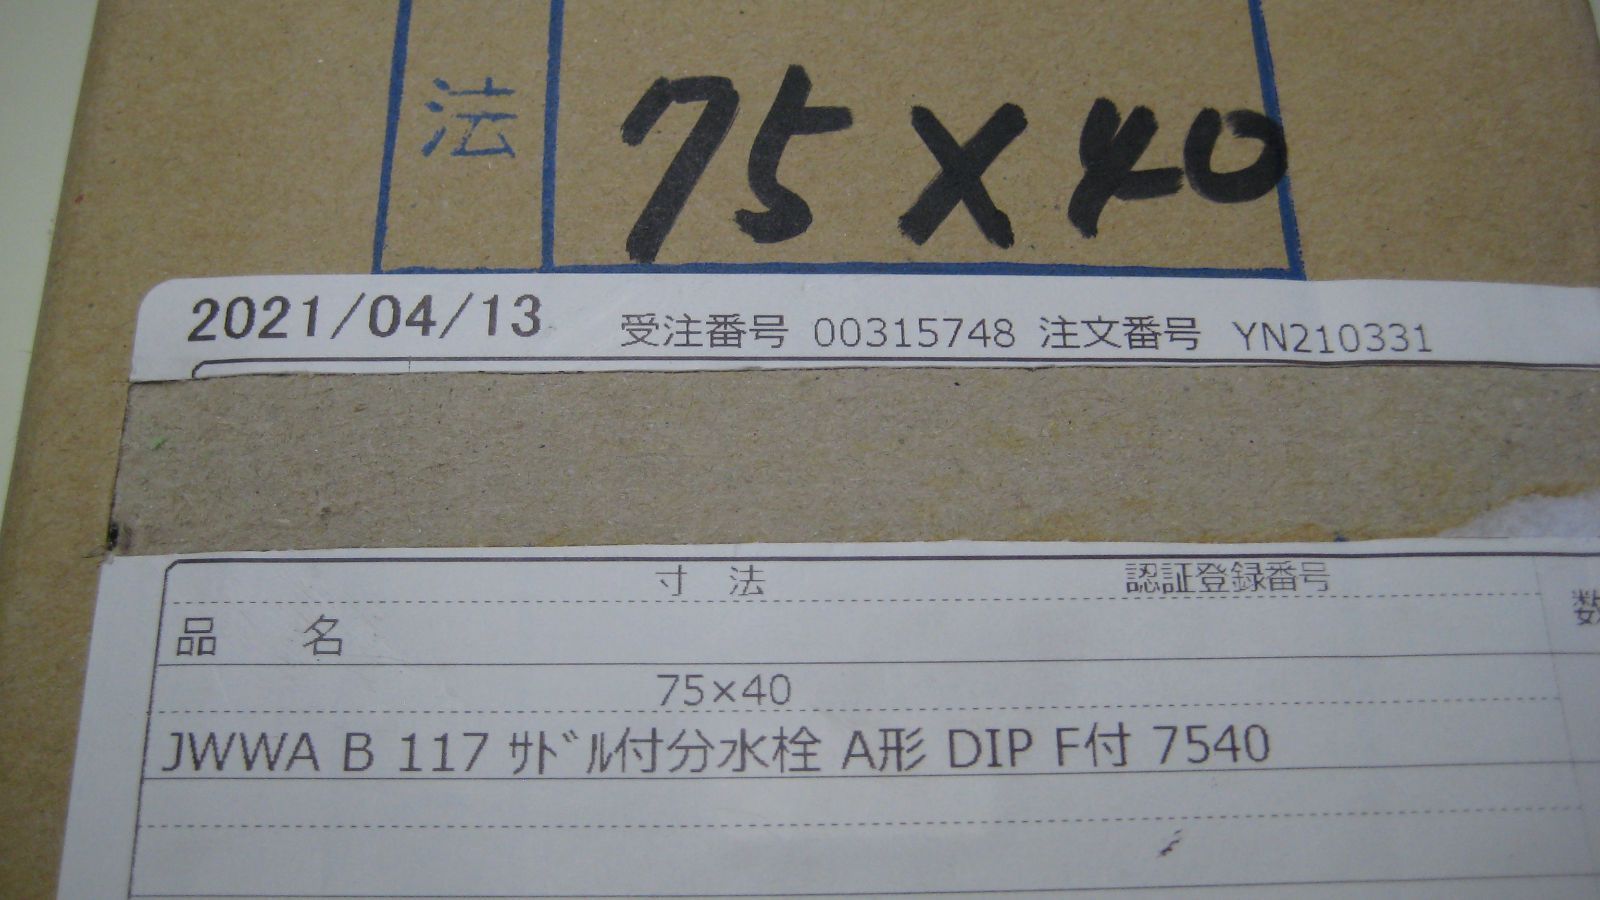 法 75×40
2021/04/13 受注番号 00315748 注文番号 YN210331
寸 法 認証登録番号
品 名
75×40
JWWA B 117 ｻﾄﾞﾙ付分水栓 A形 DIP F付 7540